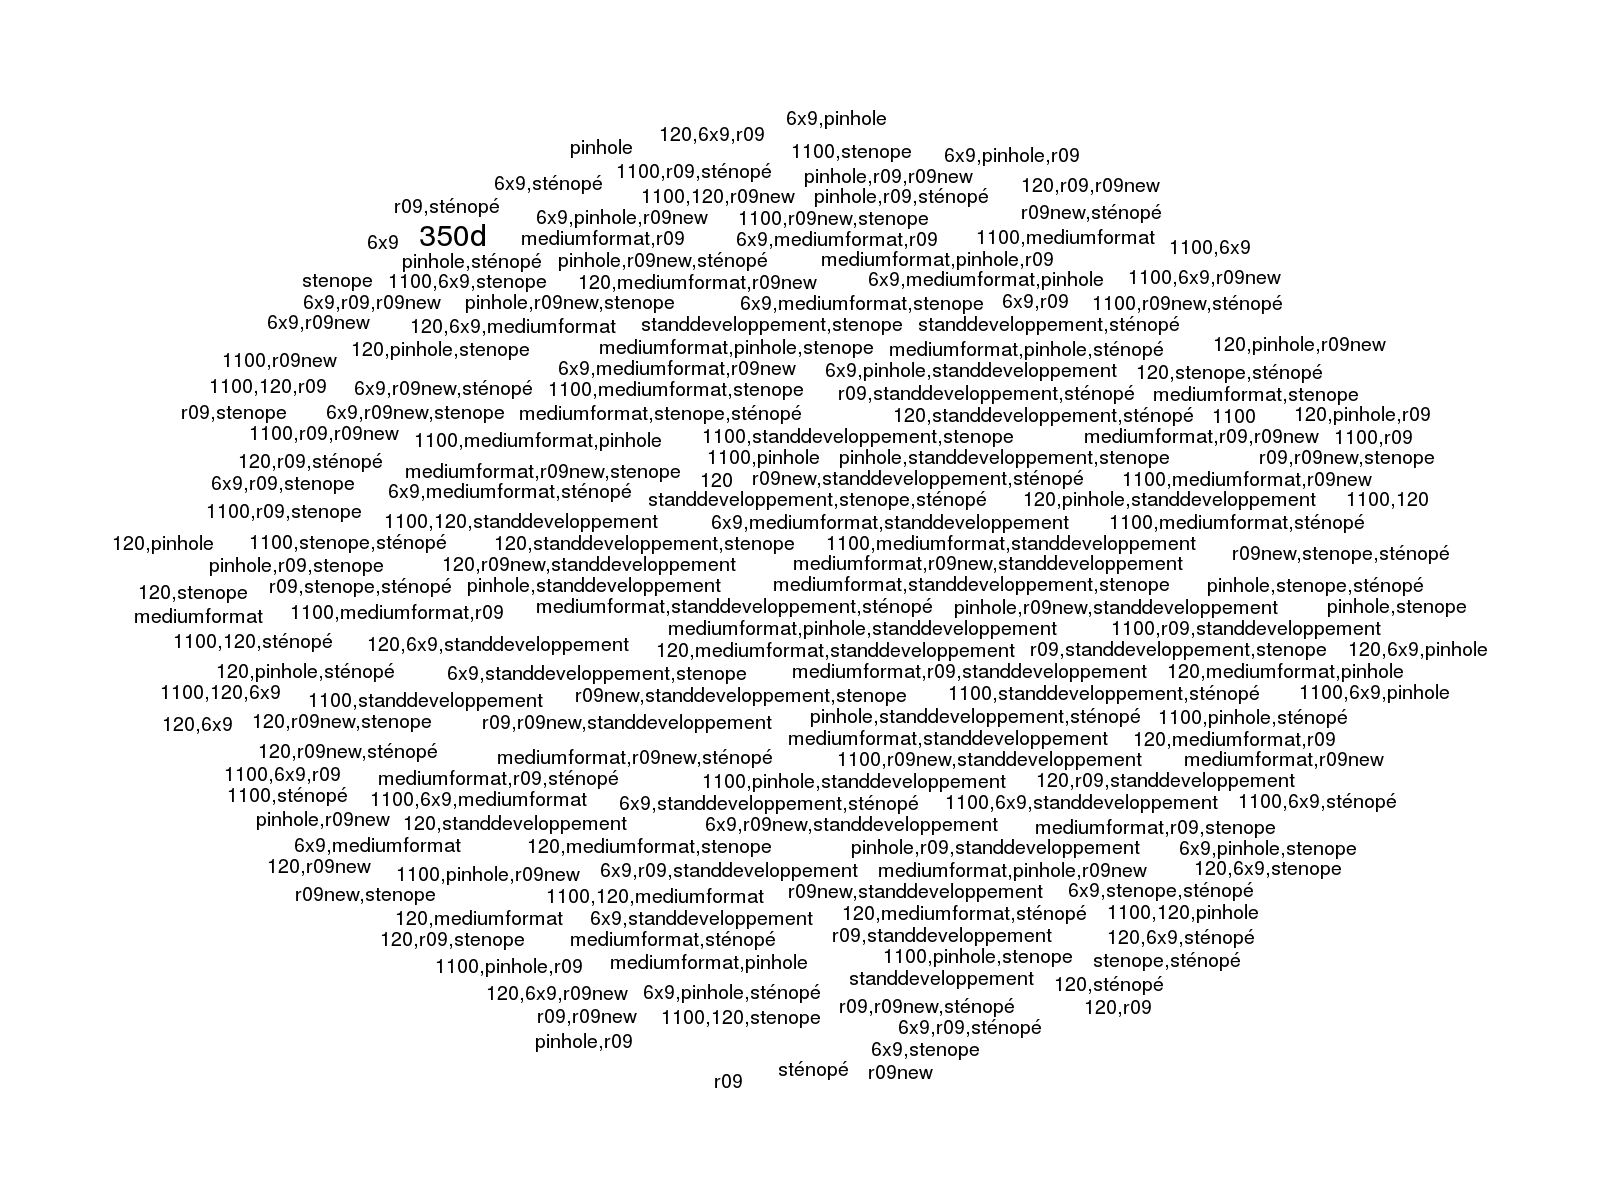 6x9,pinhole
120,6x9,r09
pinhole 1100,stenope 6x9,pinhole,r09
1100,r09,sténopé pinhole,r09,r09new
6x9,sténopé 120,r09,r09new
1100,120,r09new pinhole,r09,sténopé
r09,sténopé 6x9,pinhole,r09new 1100,r09new,stenope r09new,sténopé
6x9 350d mediumformat,r09 6x9,mediumformat,r09 1100,mediumformat 1100,6x9
pinhole,sténopé pinhole,r09new,sténopé mediumformat,pinhole,r09
stenope 1100,6x9,stenope 120,mediumformat,r09new 6x9,mediumformat,pinhole 1100,6x9,r09new
6x9,r09,r09new pinhole,r09new,stenope 6x9,mediumformat,stenope 6x9,r09 1100,r09new,sténopé
6x9,r09new 120,6x9,mediumformat standdeveloppement,stenope standdeveloppement,sténopé
120,pinhole,stenope mediumformat,pinhole,stenope mediumformat,pinhole,sténopé 120,pinhole,r09new
1100,r09new 6x9,mediumformat,r09new 6x9,pinhole,standdeveloppement 120,stenope,sténopé
1100,120,r09 6x9,r09new,sténopé 1100,mediumformat,stenope r09,standdeveloppement,sténopé mediumformat,stenope
r09,stenope 6x9,r09new,stenope mediumformat,stenope,sténopé 120,standdeveloppement,sténopé 1100 120,pinhole,r09
1100,r09,r09new 1100,mediumformat,pinhole 1100,standdeveloppement,stenope mediumformat,r09,r09new 1100,r09
120,r09,sténopé 1100,pinhole pinhole,standdeveloppement,stenope r09,r09new,stenope
mediumformat,r09new,stenope 120 r09new,standdeveloppement,sténopé 1100,mediumformat,r09new
6x9,r09,stenope 6x9,mediumformat,sténopé standdeveloppement,stenope,sténopé 120,pinhole,standdeveloppement 1100,120
1100,r09,stenope 1100,120,standdeveloppement 6x9,mediumformat,standdeveloppement 1100,mediumformat,sténopé
120,pinhole 1100,stenope,sténopé 120,standdeveloppement,stenope 1100,mediumformat,standdeveloppement r09new,stenope,sténopé
pinhole,r09,stenope 120,r09new,standdeveloppement mediumformat,r09new,standdeveloppement
120,stenope r09,stenope,sténopé pinhole,standdeveloppement mediumformat,standdeveloppement,stenope pinhole,stenope,sténopé
mediumformat 1100,mediumformat,r09 mediumformat,standdeveloppement,sténopé pinhole,r09new,standdeveloppement pinhole,stenope
mediumformat,pinhole,standdeveloppement 1100,r09,standdeveloppement
1100,120,sténopé 120,6x9,standdeveloppement 120,mediumformat,standdeveloppement r09,standdeveloppement,stenope 120,6x9,pinhole
120,pinhole,sténopé 6x9,standdeveloppement,stenope mediumformat,r09,standdeveloppement 120,mediumformat,pinhole
1100,120,6x9 1100,standdeveloppement r09new,standdeveloppement,stenope 1100,standdeveloppement,sténopé 1100,6x9,pinhole
120,6x9 120,r09new,stenope r09,r09new,standdeveloppement pinhole,standdeveloppement,sténopé 1100,pinhole,sténopé
mediumformat,standdeveloppement 120,mediumformat,r09
120,r09new,sténopé mediumformat,r09new,sténopé 1100,r09new,standdeveloppement mediumformat,r09new
1100,6x9,r09 mediumformat,r09,sténopé 1100,pinhole,standdeveloppement 120,r09,standdeveloppement
1100,sténopé 1100,6x9,mediumformat 6x9,standdeveloppement,sténopé 1100,6x9,standdeveloppement 1100,6x9,sténopé
pinhole,r09new 120,standdeveloppement 6x9,r09new,standdeveloppement mediumformat,r09,stenope
6x9,mediumformat 120,mediumformat,stenope pinhole,r09,standdeveloppement 6x9,pinhole,stenope
120,r09new 1100,pinhole,r09new 6x9,r09,standdeveloppement mediumformat,pinhole,r09new 120,6x9,stenope
r09new,stenope 1100,120,mediumformat r09new,standdeveloppement 6x9,stenope,sténopé
120,mediumformat 6x9,standdeveloppement 120,mediumformat,sténopé 1100,120,pinhole
120,r09,stenope mediumformat,sténopé r09,standdeveloppement 120,6x9,sténopé
1100,pinhole,r09 mediumformat,pinhole 1100,pinhole,stenope stenope,sténopé
standdeveloppement 120,sténopé
120,6x9,r09new 6x9,pinhole,sténopé r09,r09new,sténopé 120,r09
r09,r09new 1100,120,stenope 6x9,r09,sténopé
pinhole,r09 6x9,stenope
r09 sténopé r09new